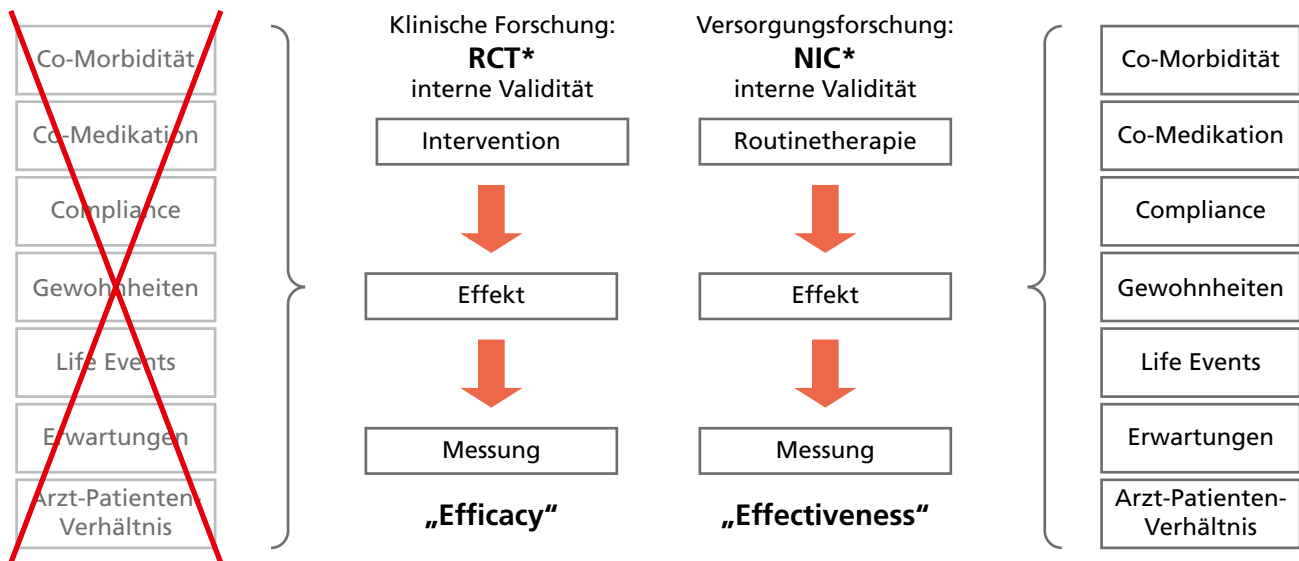 Co-Morbidität
Co-Medikation
Compliance
Gewohnheiten
Life Events
Erwartungen
Arzt-Patienten-
Verhältnis
Klinische Forschung:
RCT*
interne Validität
Intervention
Effekt
Messung
„Efficacy“
Versorgungsforschung:
NIC*
interne Validität
Routinetherapie
Effekt
Messung
„Effectiveness“
Co-Morbidität
Co-Medikation
Compliance
Gewohnheiten
Life Events
Erwartungen
Arzt-Patienten-
Verhältnis